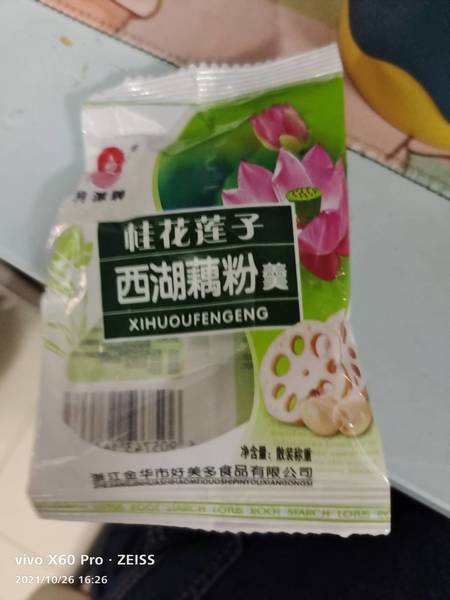 桂花莲子
西湖藕粉羹
XIHUOUFENGENG
净含量：散装称重
浙江金华市好美多食品有限公司
LOTUS ROOT STARCH LOTUS ROOT STARCH LOTUS
vivo X60 Pro · ZEISS
2021/10/26 16:26